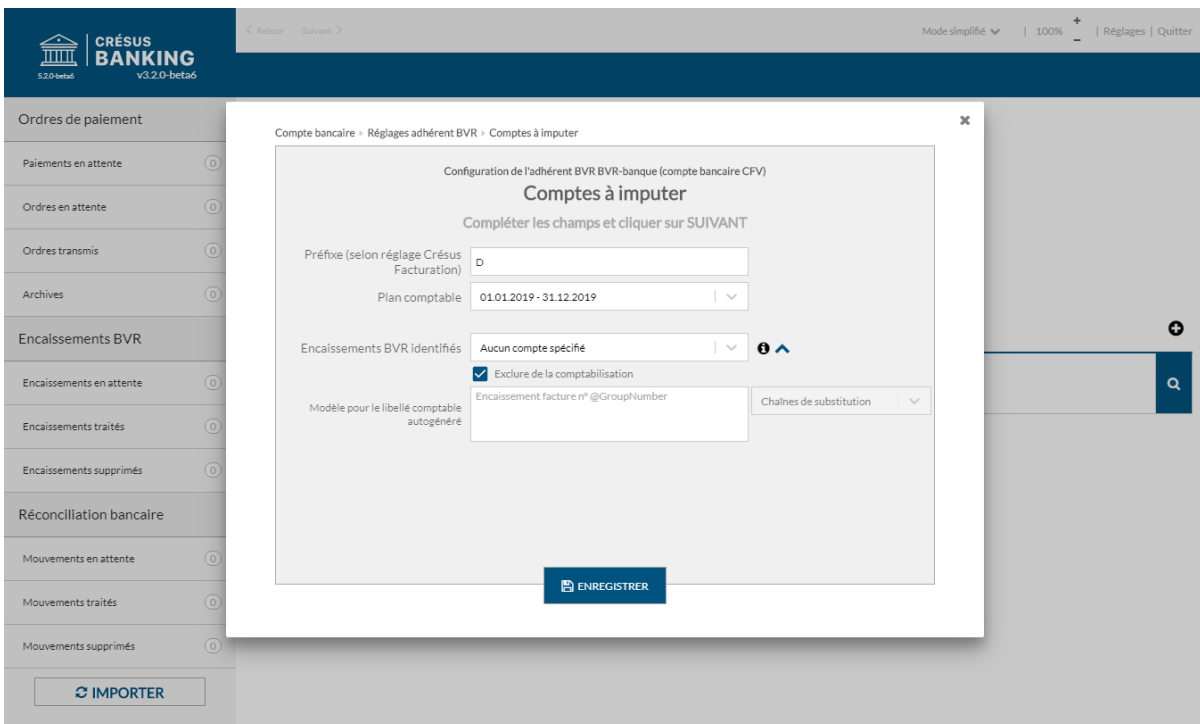 CRÉSUS
BANKING
5.2.0-beta6
v3.2.0-beta6
Retour
Suivant
Mode simplifié
| 100% + − | Réglages | Quitter
Ordres de paiement
Paiements en attente 0
Ordres en attente 0
Ordres transmis 0
Archives 0
Encaissements BVR
Encaissements en attente 0
Encaissements traités 0
Encaissements supprimés 0
Réconciliation bancaire
Mouvements en attente 0
Mouvements traités 0
Mouvements supprimés 0
IMPORTER
Compte bancaire Réglages adhérent BVR Comptes à imputer
Configuration de l'adhérent BVR BVR-banque (compte bancaire CFV)
Comptes à imputer
Compléter les champs et cliquer sur SUIVANT
Préfixe (selon réglage Crésus
Facturation)
D
Plan comptable
01.01.2019 - 31.12.2019
Encaissements BVR identifiés
Aucun compte spécifié
Exclure de la comptabilisation
Modèle pour le libellé comptable
autogénéré
Encaissement facture n° @GroupNumber
Chaînes de substitution
ENREGISTRER